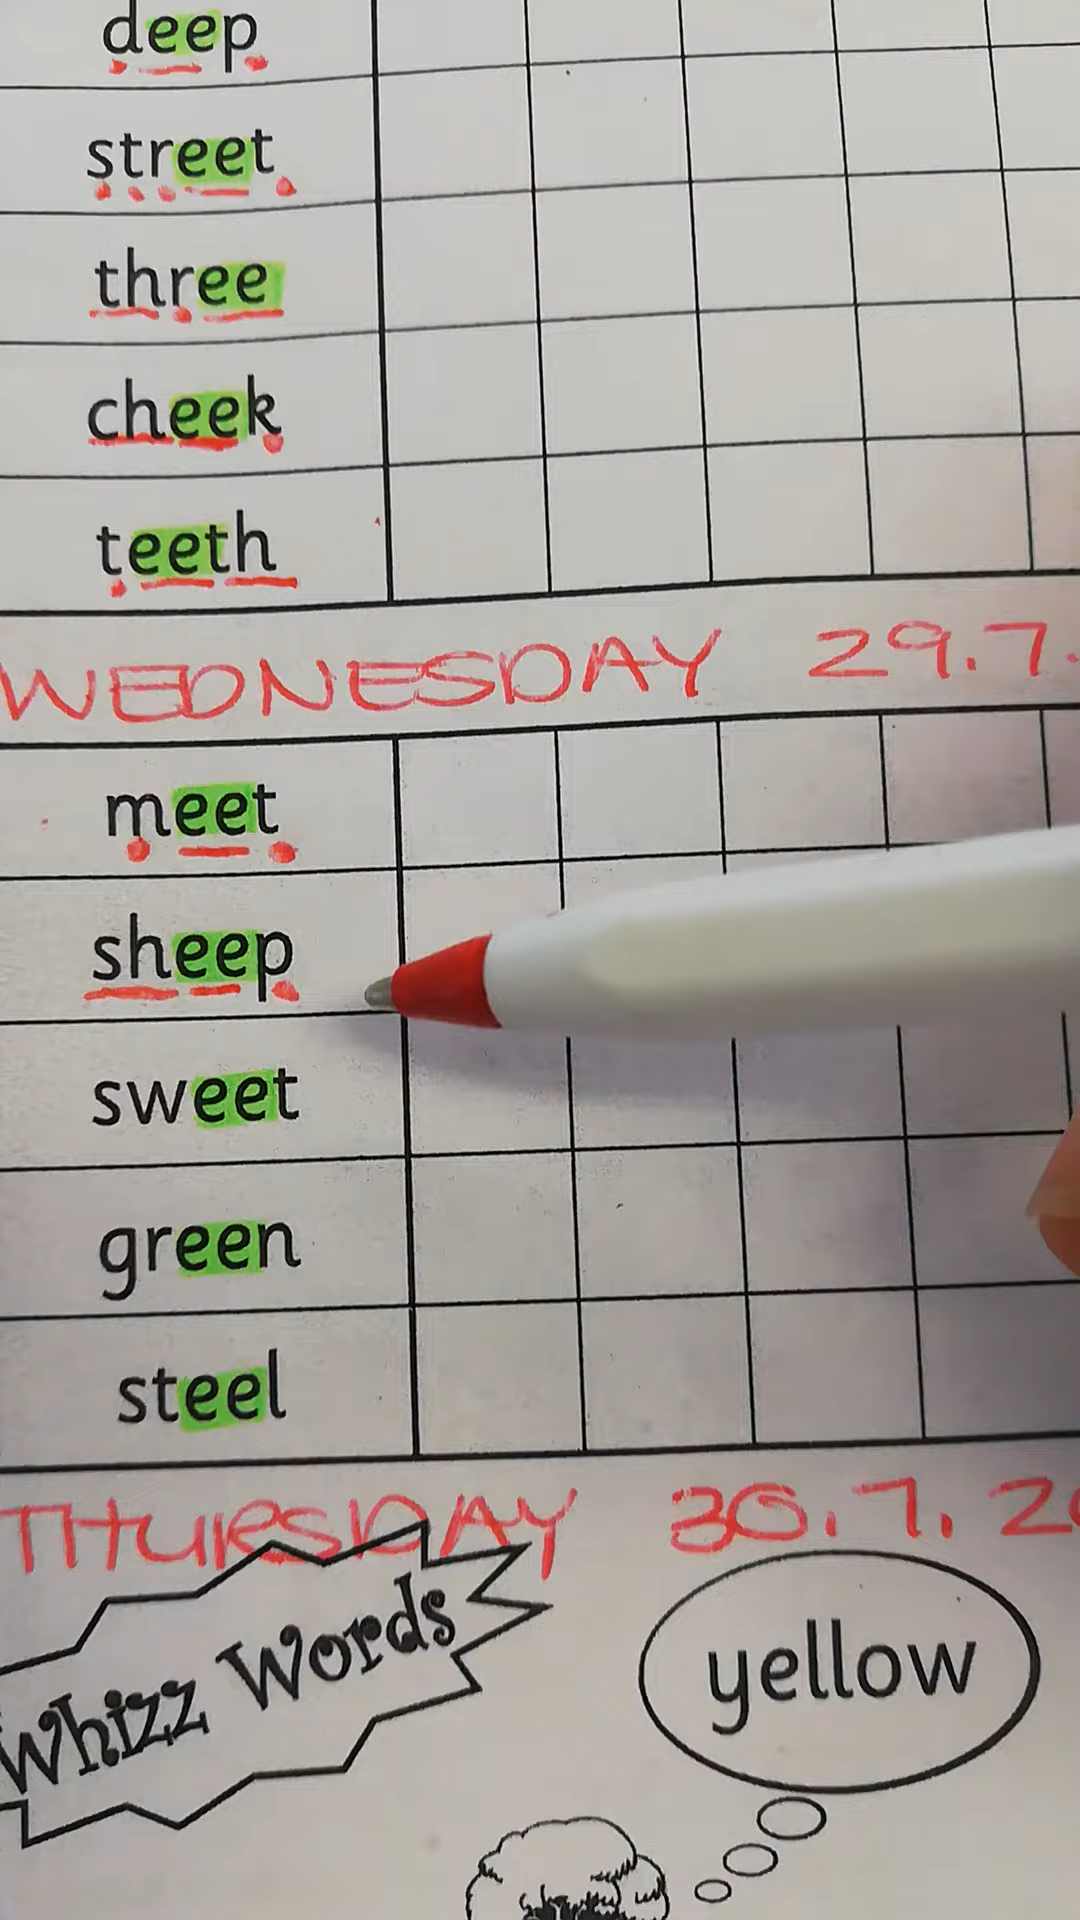 deep
street
three
cheek
teeth
WEDNESDAY 29.7.
meet
sheep
sweet
green
steel
THURSDAY 30.7.20
Whizz Words
yellow